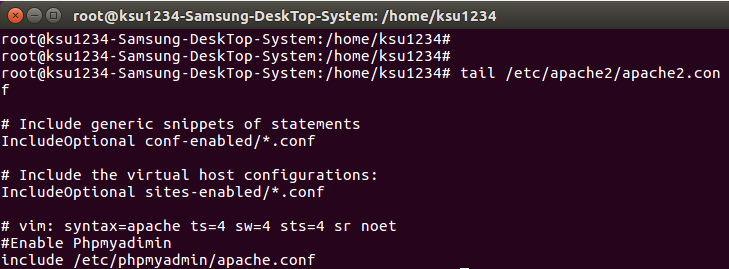 root@ksu1234-Samsung-DeskTop-System: /home/ksu1234
root@ksu1234-Samsung-DeskTop-System:/home/ksu1234#
root@ksu1234-Samsung-DeskTop-System:/home/ksu1234#
root@ksu1234-Samsung-DeskTop-System:/home/ksu1234# tail /etc/apache2/apache2.con
f
# Include generic snippets of statements
IncludeOptional conf-enabled/*.conf
# Include the virtual host configurations:
IncludeOptional sites-enabled/*.conf
# vim: syntax=apache ts=4 sw=4 sts=4 sr noet
#Enable Phpmyadimin
include /etc/phpmyadmin/apache.conf